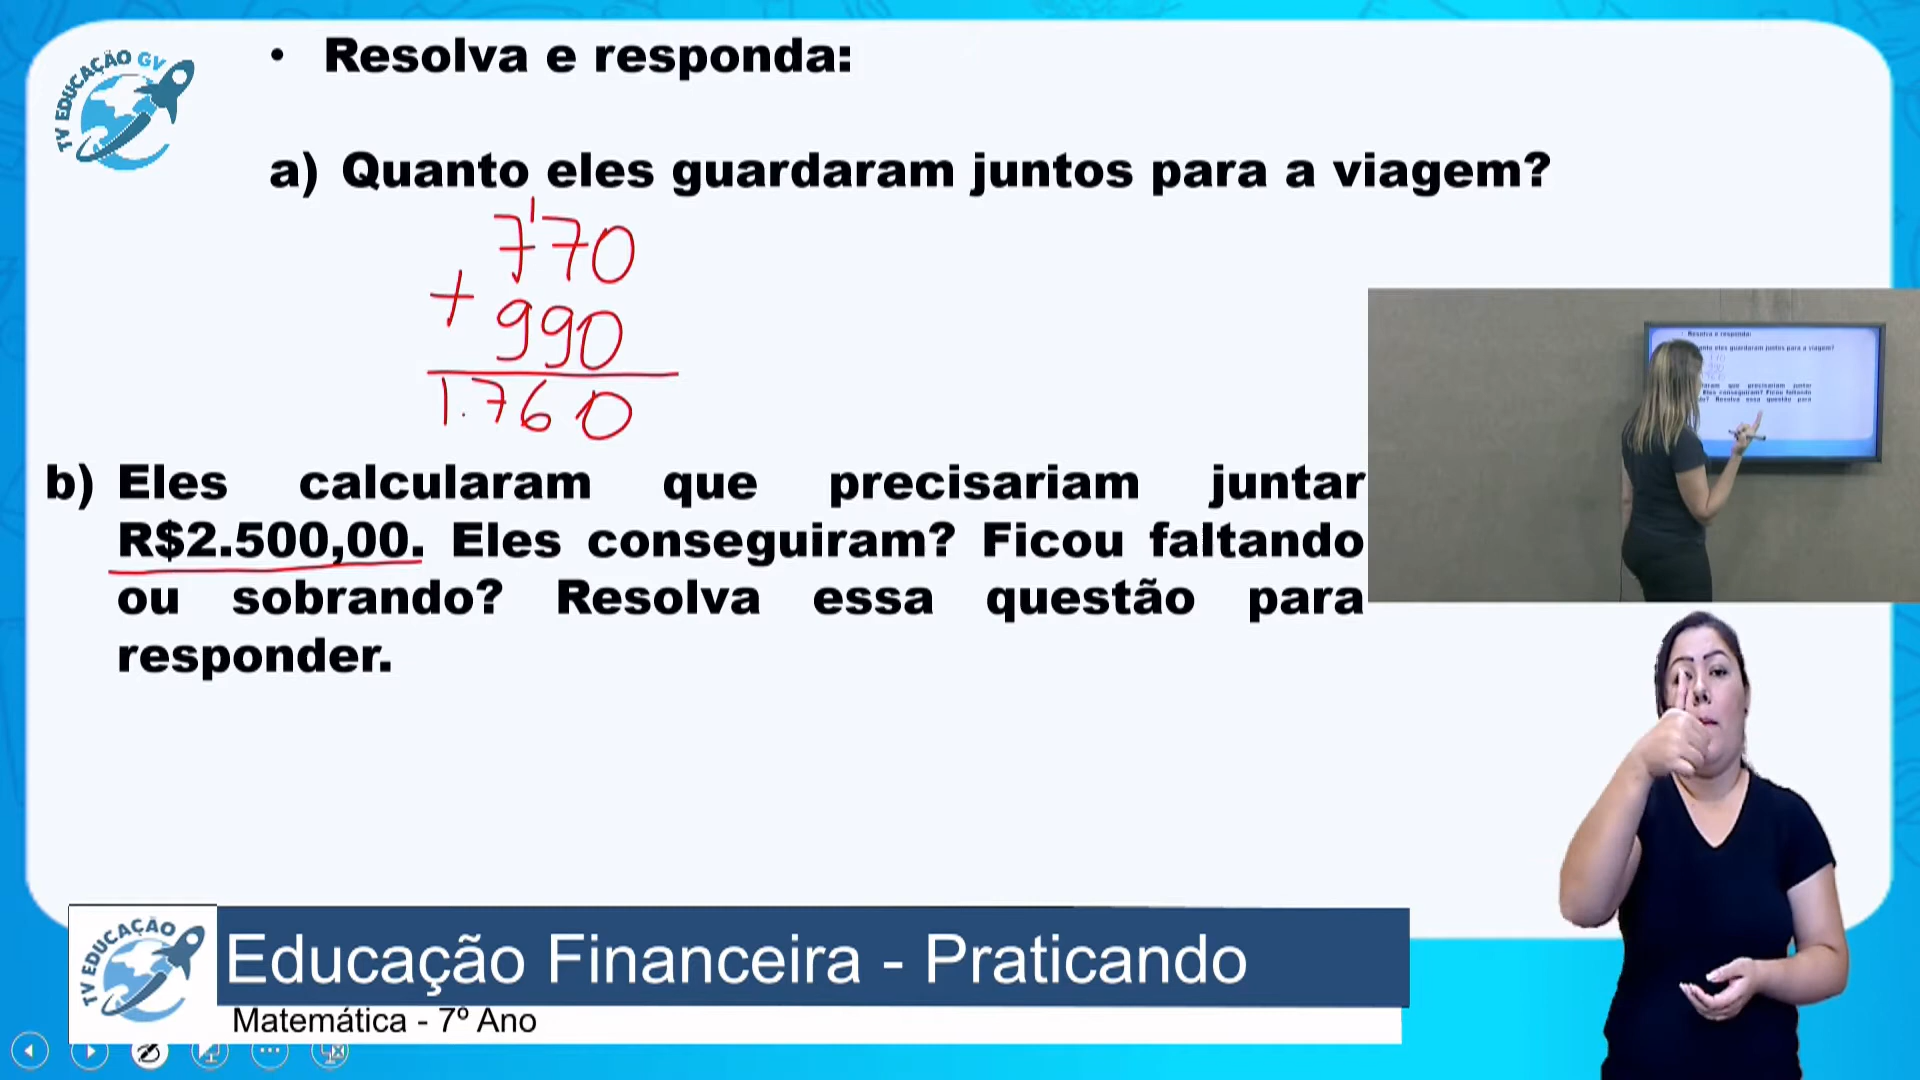 TV EDUCAÇÃO GV
• Resolva e responda:
a) Quanto eles guardaram juntos para a viagem?
1
770
+ 990
1.760
b) Eles calcularam que precisariam juntar
R$2.500,00. Eles conseguiram? Ficou faltando
ou sobrando? Resolva essa questão para
responder.
TV EDUCAÇÃO
Educação Financeira - Praticando
Matemática - 7º Ano